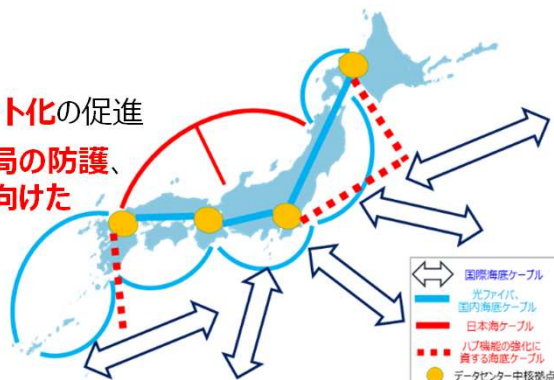 ト化の促進
局の防護、
向けた
国際海底ケーブル
光ファイバ、
国内海底ケーブル
日本海ケーブル
ハブ機能の強化に
資する海底ケーブル
データセンター中核拠点